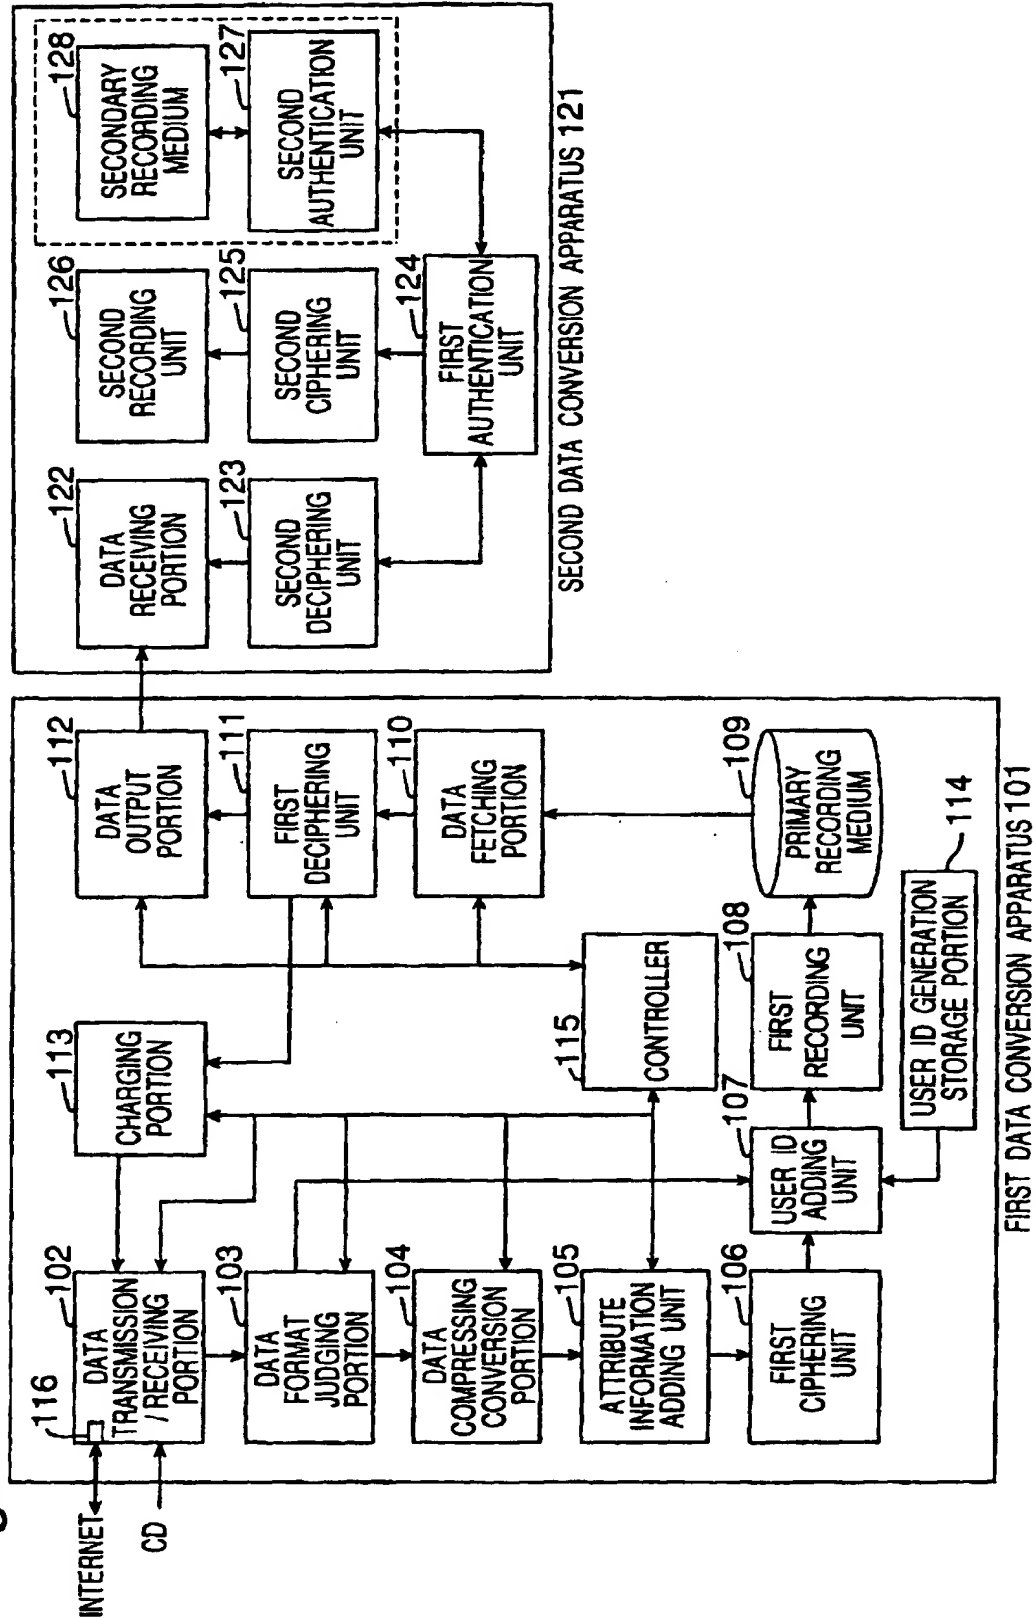 INTERNET
CD
116
102
DATA
TRANSMISSION
/RECEIVING
PORTION
103
DATA
FORMAT
JUDGING
PORTION
104
DATA
COMPRESSING
CONVERSION
PORTION
105
ATTRIBUTE
INFORMATION
ADDING UNIT
106
FIRST
CIPHERING
UNIT
113
CHARGING
PORTION
115
CONTROLLER
107
USER ID
ADDING
UNIT
108
FIRST
RECORDING
UNIT
USER ID GENERATION
STORAGE PORTION
114
112
DATA
OUTPUT
PORTION
111
FIRST
DECIPHERING
UNIT
110
DATA
FETCHING
PORTION
109
PRIMARY
RECORDING
MEDIUM
FIRST DATA CONVERSION APPARATUS 101
122
DATA
RECEIVING
PORTION
123
SECOND
DECIPHERING
UNIT
126
SECOND
RECORDING
UNIT
125
SECOND
CIPHERING
UNIT
124
FIRST
AUTHENTICATION
UNIT
128
SECONDARY
RECORDING
MEDIUM
127
SECOND
AUTHENTICATION
UNIT
SECOND DATA CONVERSION APPARATUS 121